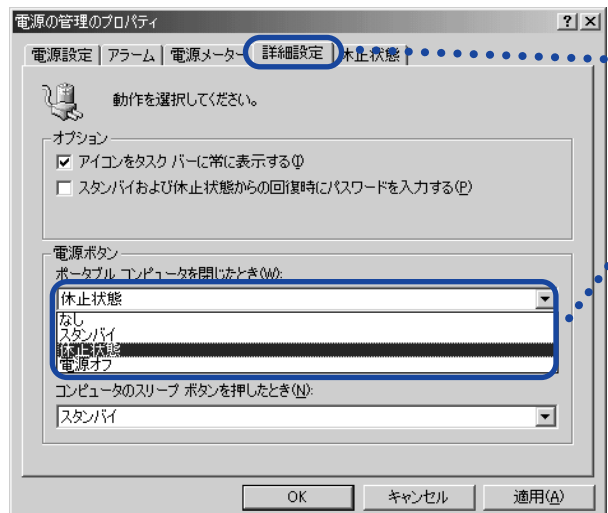 電源の管理のプロパティ
電源設定 アラーム 電源メーター 詳細設定 休止状態
動作を選択してください。
オプション
アイコンをタスク バーに常に表示する(I)
スタンバイおよび休止状態からの回復時にパスワードを入力する(P)
電源ボタン
ポータブル コンピュータを閉じたとき(W):
休止状態
なし
スタンバイ
休止状態
電源オフ
コンピュータのスリープ ボタンを押したとき(N):
スタンバイ
OK キャンセル 適用(A)